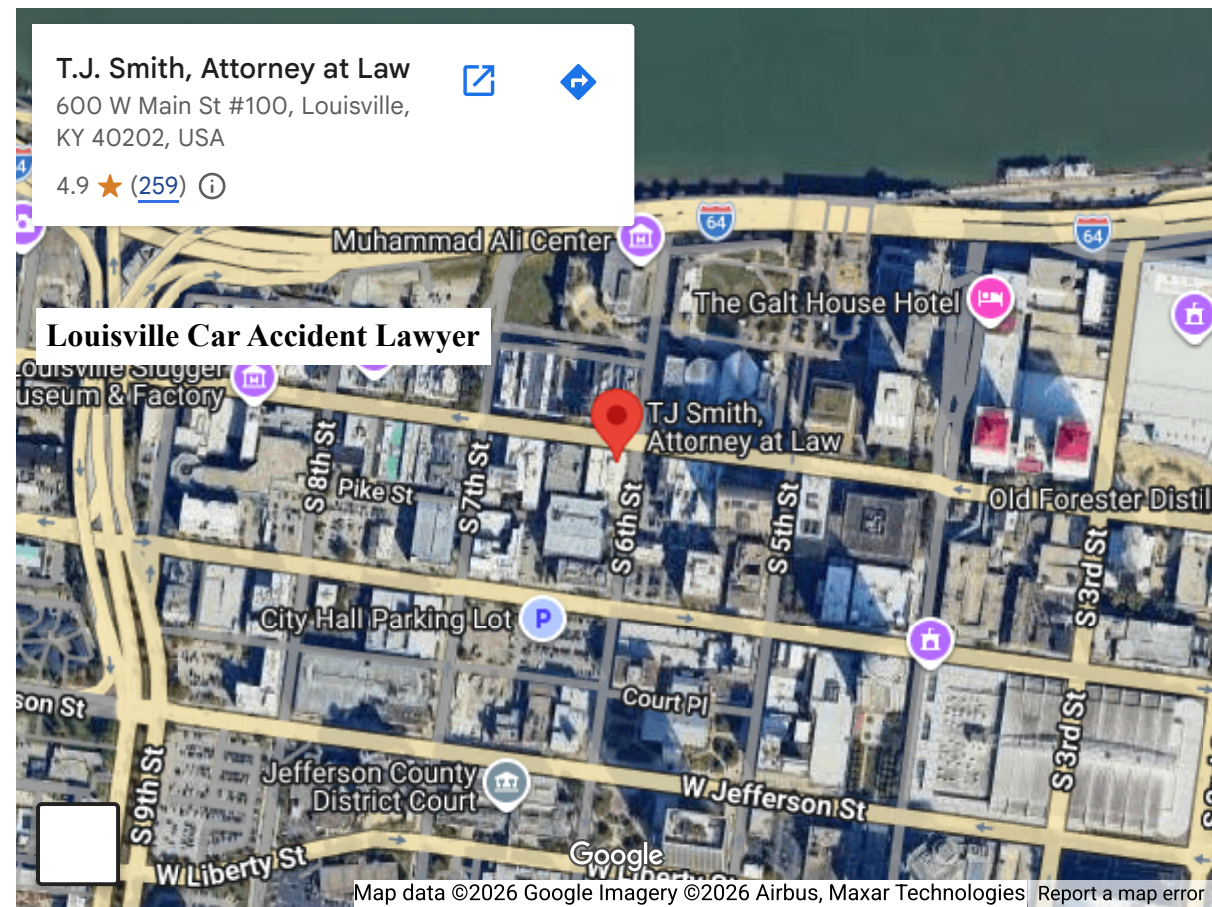 T.J. Smith, Attorney at Law
600 W Main St #100, Louisville,
KY 40202, USA
4.9 ★ (259)
64
Muhammad Ali Center
64
64
The Galt House Hotel
Louisville Car Accident Lawyer
Louisville Slugger
useum & Factory
TJ Smith,
Attorney at Law
S 8th St
Pike St
S 7th St
S 6th St
S 5th St
Old Forester Distil
S 3rd St
City Hall Parking Lot
P
Court Pl
son St
S 3rd St
Jefferson County
District Court
W Jefferson St
S 9th St
W Liberty St
Google
W Liberty St
Map data ©2026 Google Imagery ©2026 Airbus, Maxar Technologies
Report a map error